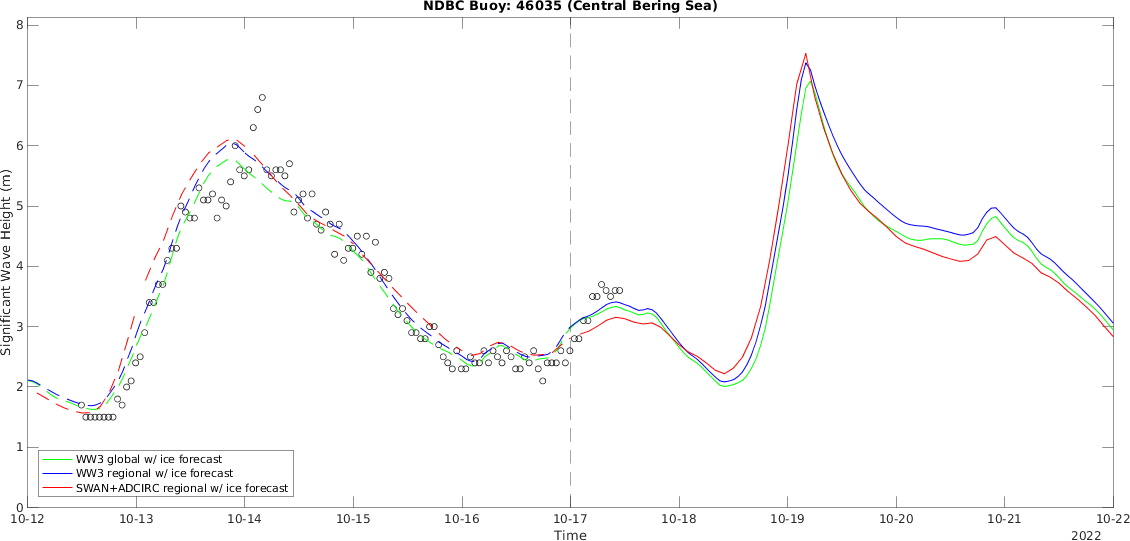 NDBC Buoy: 46035 (Central Bering Sea)
8
7
6
5
4
3
2
1
0
Significant Wave Height (m)
WW3 global w/ ice forecast
WW3 regional w/ ice forecast
SWAN+ADCIRC regional w/ ice forecast
10-12 10-13 10-14 10-15 10-16 10-17 10-18 10-19 10-20 10-21 10-22
Time
2022